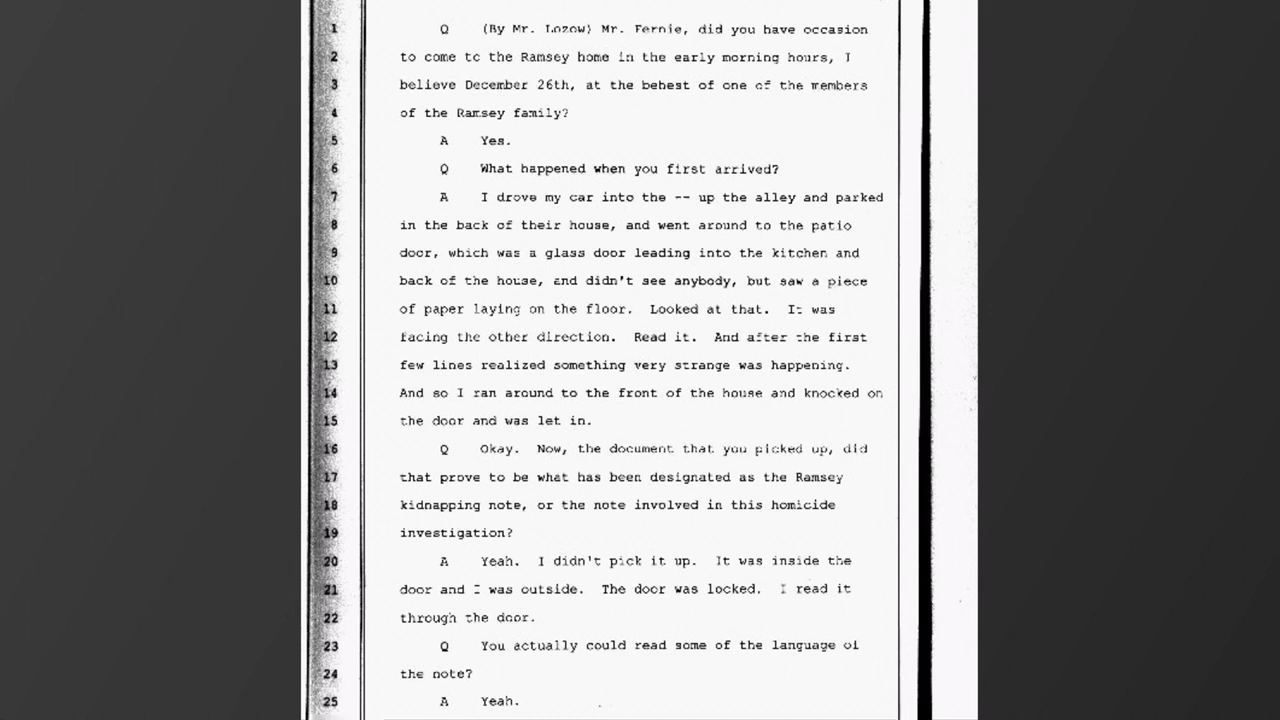 1 Q (By Mr. Lozow) Mr. Fernie, did you have occasion
2 to come to the Ramsey home in the early morning hours, I
3 believe December 26th, at the behest of one of the members
4 of the Ramsey family?
5 A Yes.
6 Q What happened when you first arrived?
7 A I drove my car into the -- up the alley and parked
8 in the back of their house, and went around to the patio
9 door, which was a glass door leading into the kitchen and
10 back of the house, and didn't see anybody, but saw a piece
11 of paper laying on the floor. Looked at that. It was
12 facing the other direction. Read it. And after the first
13 few lines realized something very strange was happening.
14 And so I ran around to the front of the house and knocked on
15 the door and was let in.
16 Q Okay. Now, the document that you picked up, did
17 that prove to be what has been designated as the Ramsey
18 kidnapping note, or the note involved in this homicide
19 investigation?
20 A Yeah. I didn't pick it up. It was inside the
21 door and I was outside. The door was locked. I read it
22 through the door.
23 Q You actually could read some of the language of
24 the note?
25 A Yeah.